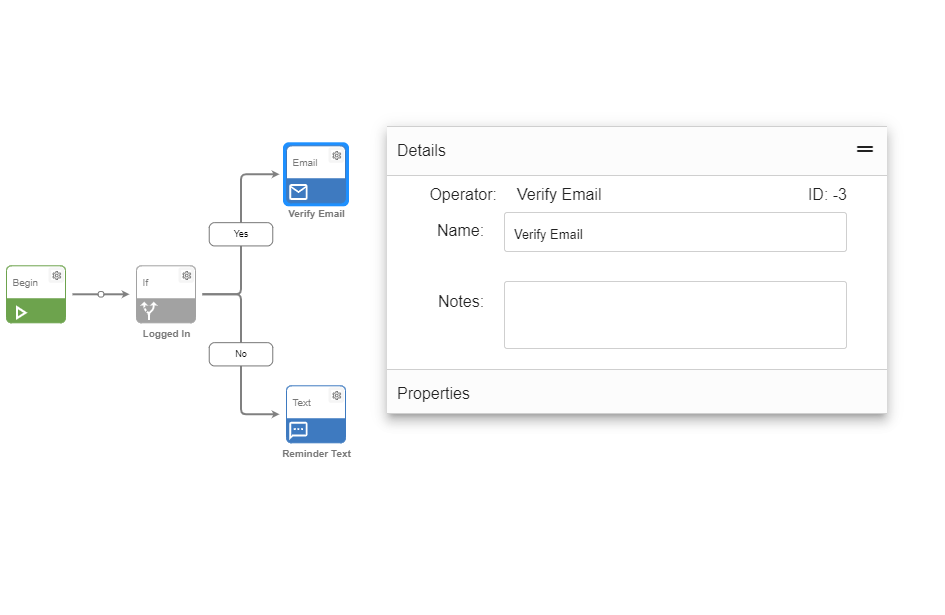 Email
Verify Email
Yes
Begin
If
Logged In
No
Text
Reminder Text
Details
Operator: Verify Email ID: -3
Name: Verify Email
Notes:
Properties